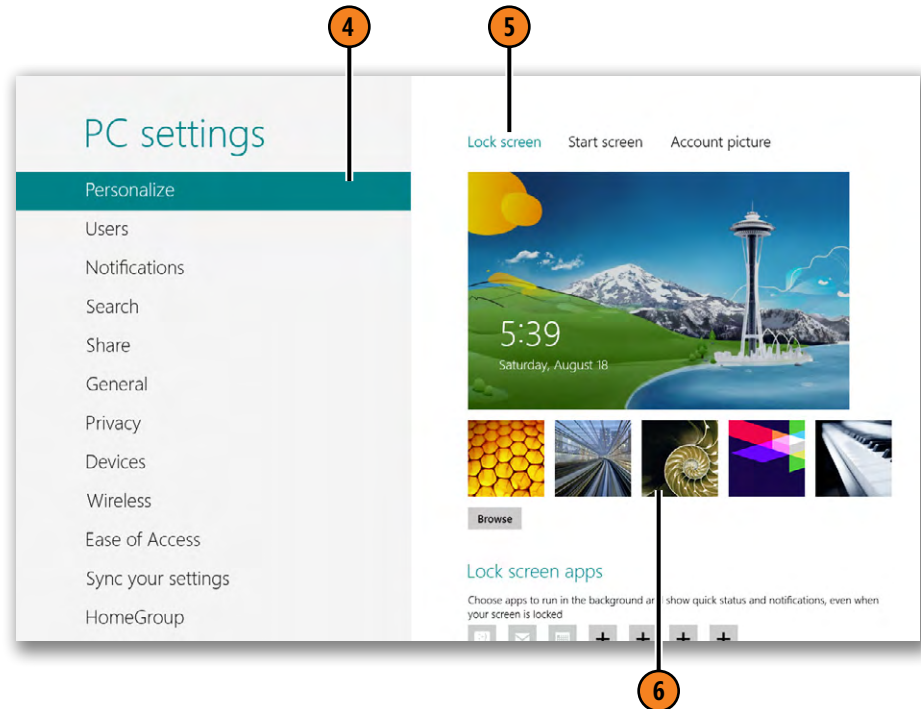 4
5
PC settings
Personalize
Users
Notifications
Search
Share
General
Privacy
Devices
Wireless
Ease of Access
Sync your settings
HomeGroup
Lock screen Start screen Account picture
5:39
Saturday, August 18
Browse
Lock screen apps
Choose apps to run in the background show quick status and notifications, even when
your screen is locked
+ + + +
6